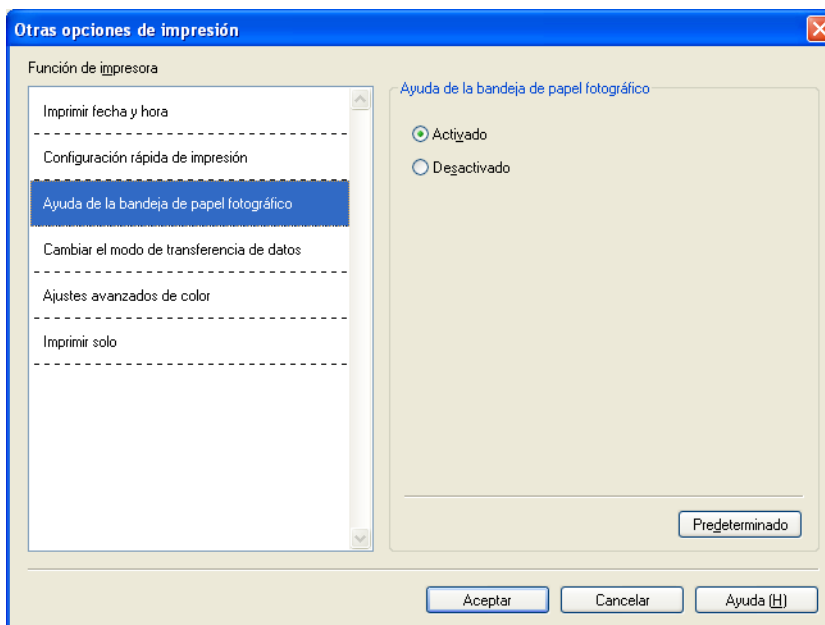 Otras opciones de impresión
Función de impresora
Imprimir fecha y hora
Configuración rápida de impresión
Ayuda de la bandeja de papel fotográfico
Cambiar el modo de transferencia de datos
Ajustes avanzados de color
Imprimir solo
Ayuda de la bandeja de papel fotográfico
Activado
Desactivado
Predeterminado
Aceptar
Cancelar
Ayuda (H)